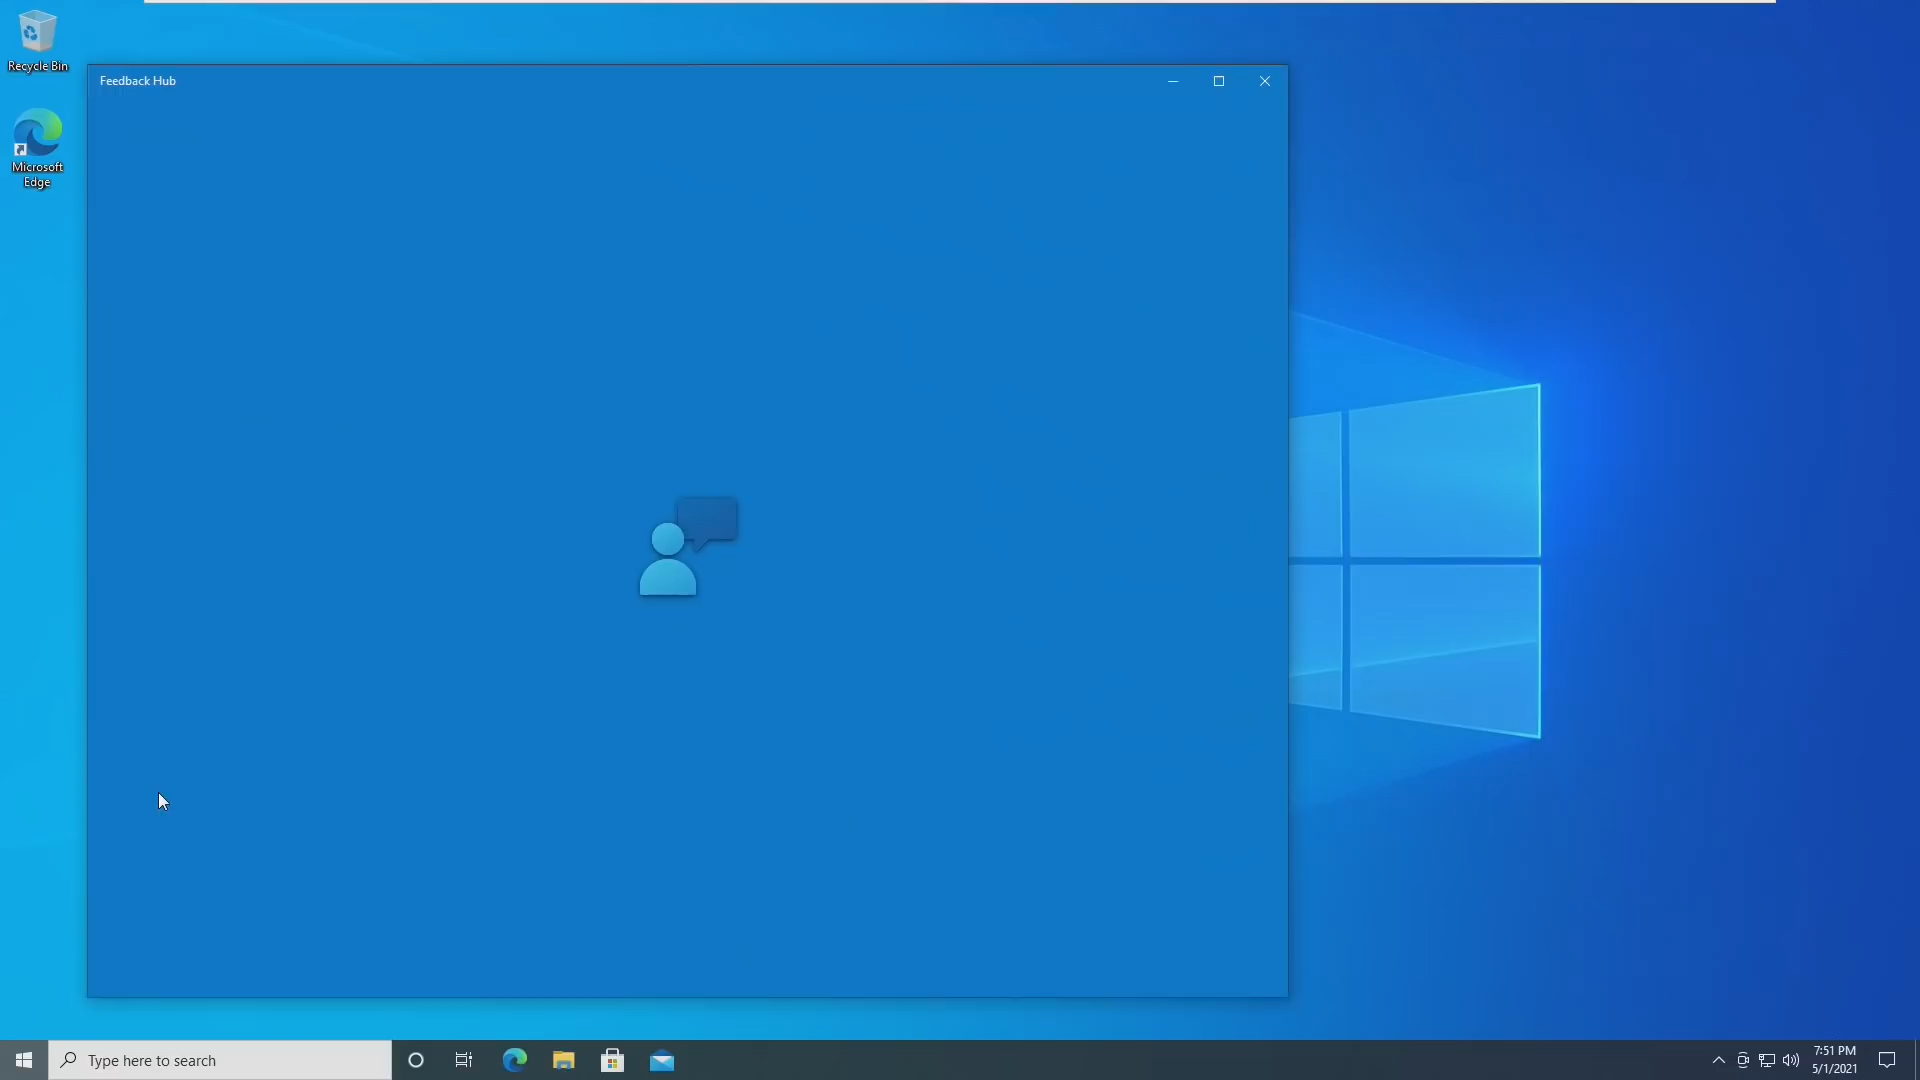 Recycle Bin
Microsoft
Edge
Feedback Hub
Type here to search
7:51 PM
5/1/2021